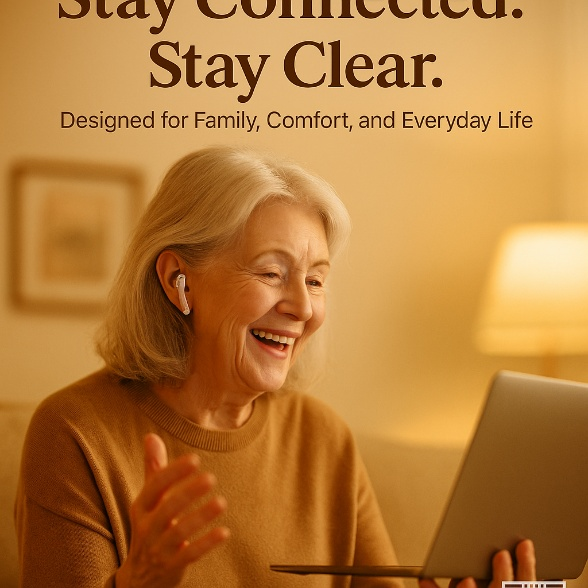 Stay Connected.
Stay Clear.
Designed for Family, Comfort, and Everyday Life